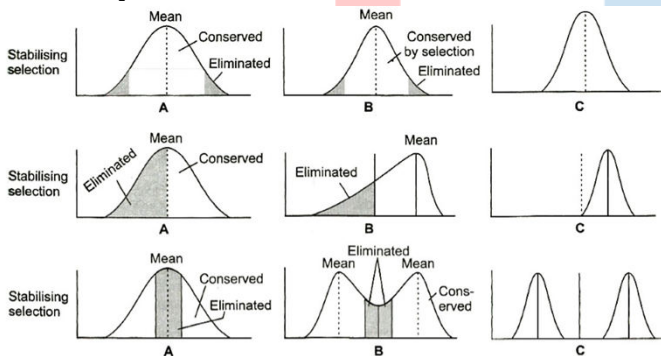 Mean
Conserved
Eliminated
Stabilising
selection
A
Mean
Conserved
by selection
Eliminated
B
C
Mean
Eliminated
Conserved
Stabilising
selection
A
Mean
Eliminated
B
C
Mean
Conserved
Eliminated
Stabilising
selection
A
Eliminated
Mean
Mean
Cons-
erved
B
C